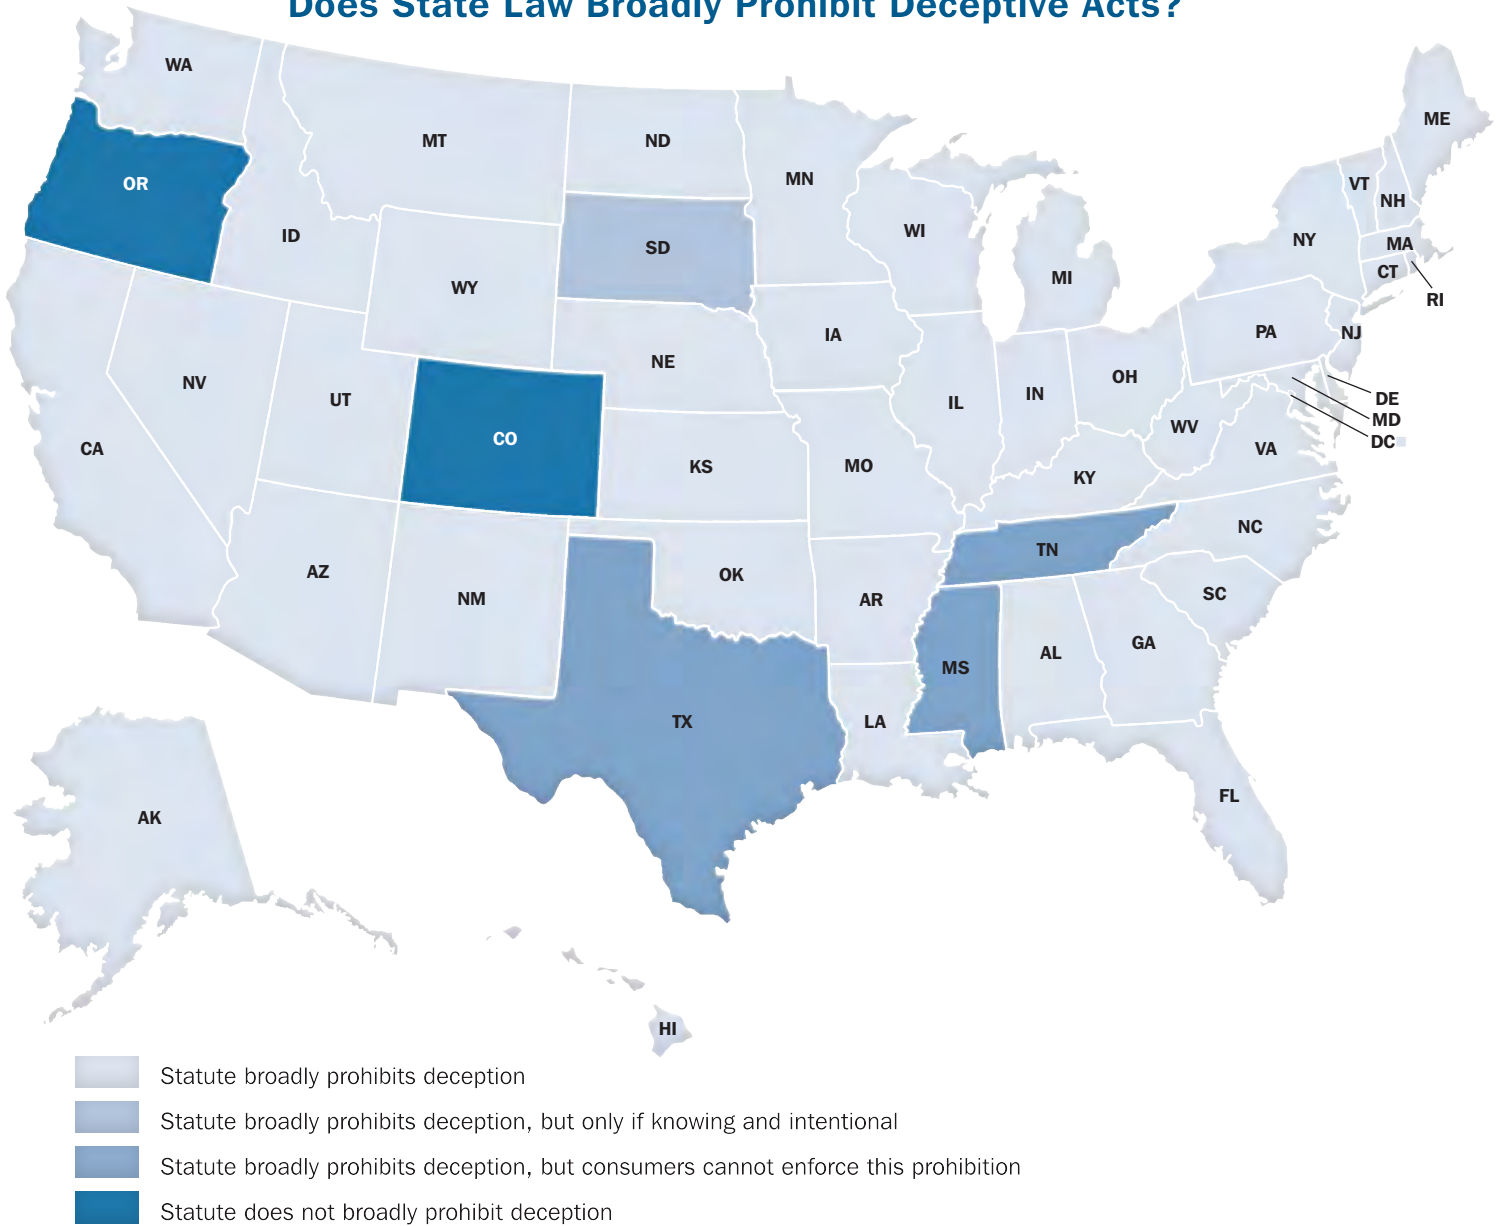 Does State Law Broadly Prohibit Deceptive Acts?
WA
MT
ND
MN
ME
OR
ID
SD
WI
VT
NH
NY
MA
CT
RI
WY
MI
IA
PA
NJ
NV
UT
NE
IL
IN
OH
DE
MD
DC
CA
CO
KS
MO
WV
VA
KY
AZ
NM
OK
AR
TN
NC
SC
MS
AL
GA
TX
LA
FL
AK
HI
Statute broadly prohibits deception
Statute broadly prohibits deception, but only if knowing and intentional
Statute broadly prohibits deception, but consumers cannot enforce this prohibition
Statute does not broadly prohibit deception